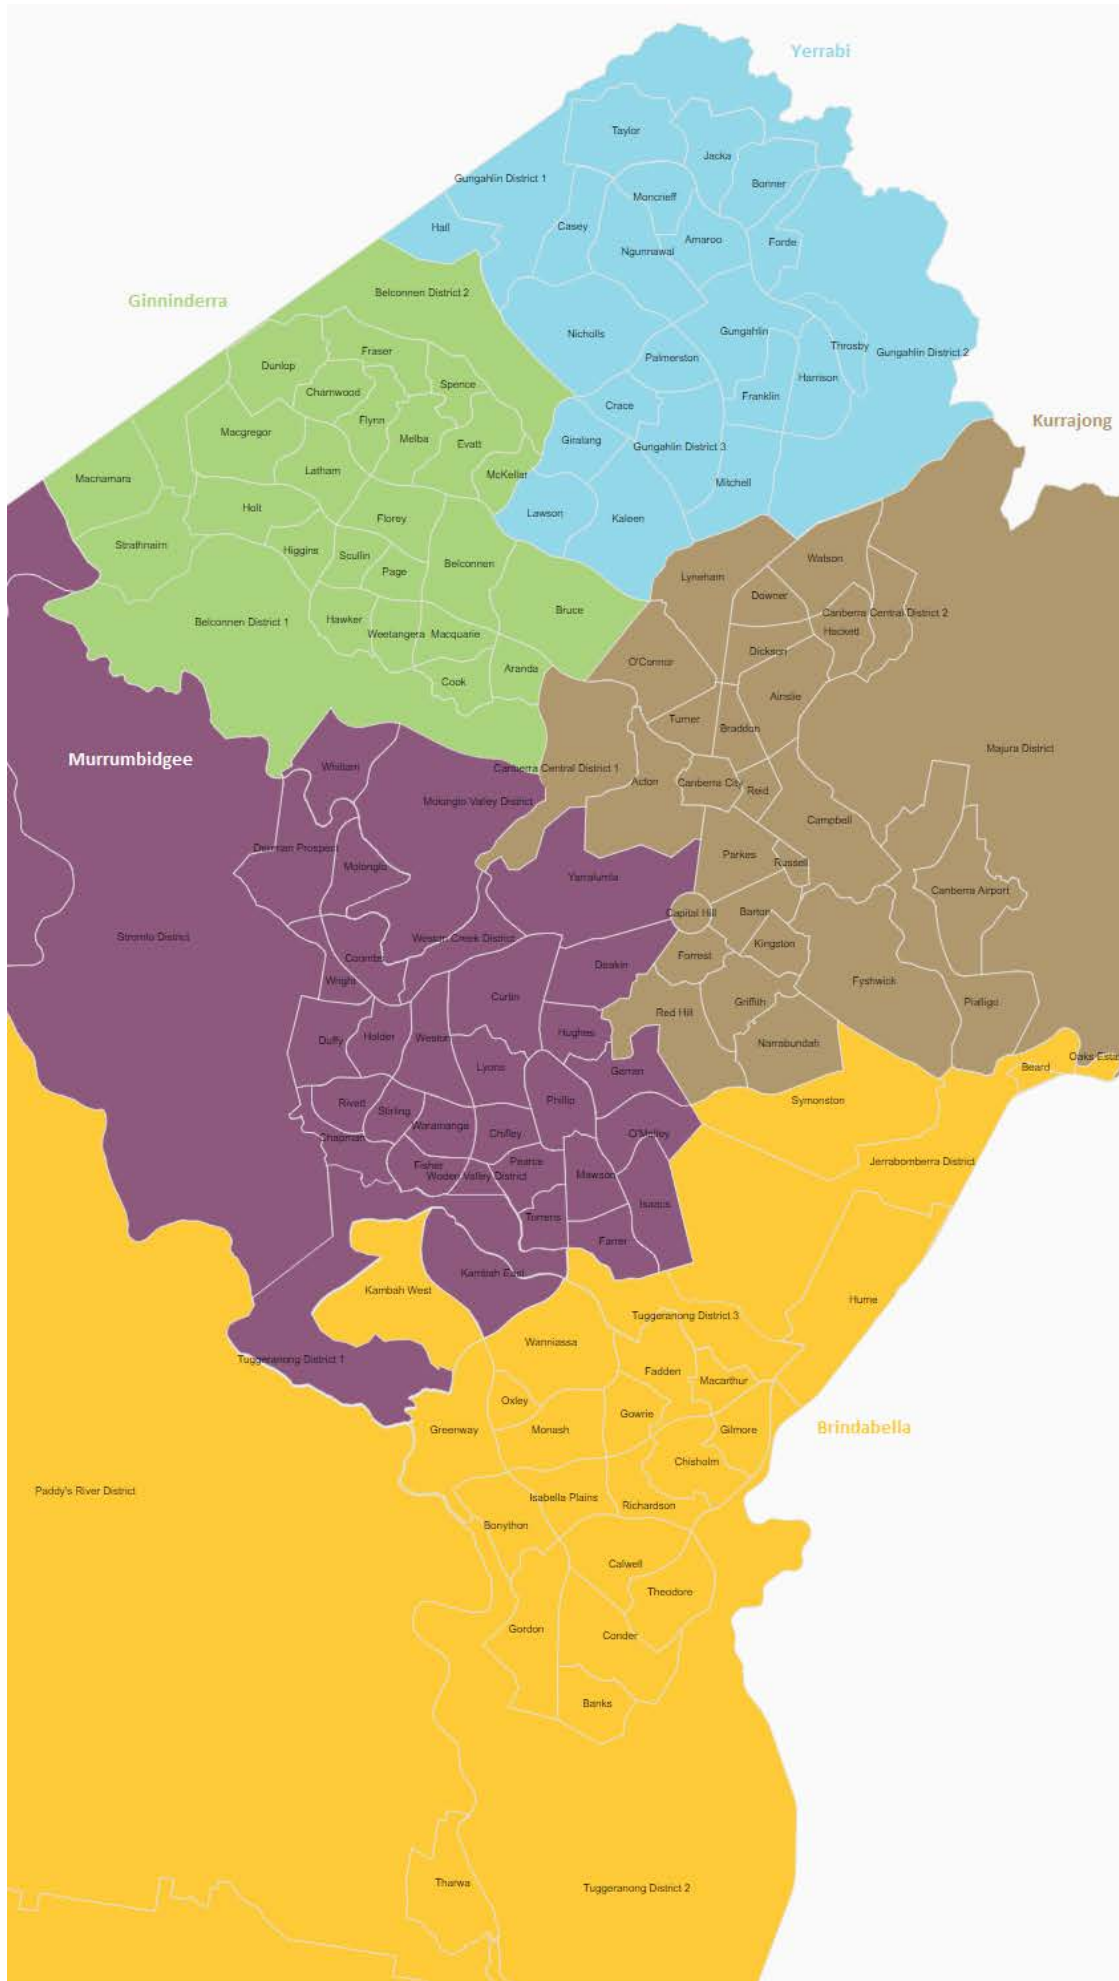 Yerrabi
Taylor
Jacka
Gungahlin District 1
Bonner
Moncrieff
Hall
Casey
Amaroo
Forde
Ngunnawal
Belconnen District 2
Ginninderra
Nicholls
Gungahlin
Throsby
Gungahlin District 2
Fraser
Palmerston
Dunlop
Harrison
Spence
Charnwood
Franklin
Crace
Flynn
Kurrajong
Macgregor
Melba
Evatt
Giralang
Gungahlin District 3
Latham
McKellar
Macnamara
Mitchell
Holt
Lawson
Kaleen
Florey
Strathnairn
Higgins
Scullin
Watson
Belconnen
Page
Lyneham
Downer
Bruce
Canberra Central District 2
Belconnen District 1
Hawker
Hackett
Weetangera
Macquarie
Dickson
O'Connor
Aranda
Cook
Ainslie
Turner
Braddon
Majura District
Murrumbidgee
Whitlam
Canberra Central District 1
Acton
Canberra City
Reid
Molonglo Valley District
Campbell
Denman Prospect
Parkes
Russell
Molonglo
Yarralumla
Canberra Airport
Capital Hill
Barton
Stromlo District
Weston Creek District
Kingston
Coombs
Forrest
Deakin
Wright
Fyshwick
Curtin
Griffith
Pialligo
Red Hill
Hughes
Duffy
Holder
Weston
Narrabundah
Oaks Esta
Lyons
Garran
Beard
Phillip
Symonston
Rivett
Stirling
Waramanga
Chifley
O'Malley
Chapman
Pearce
Jerrabomberra District
Fisher
Woden Valley District
Mawson
Isaacs
Torrens
Farrer
Kambah East
Kambah West
Hume
Tuggeranong District 3
Wanniassa
Tuggeranong District 1
Fadden
Macarthur
Oxley
Gowrie
Greenway
Monash
Gilmore
Brindabella
Chisholm
Paddy's River District
Isabella Plains
Richardson
Bonython
Calwell
Theodore
Gordon
Conder
Banks
Tharwa
Tuggeranong District 2